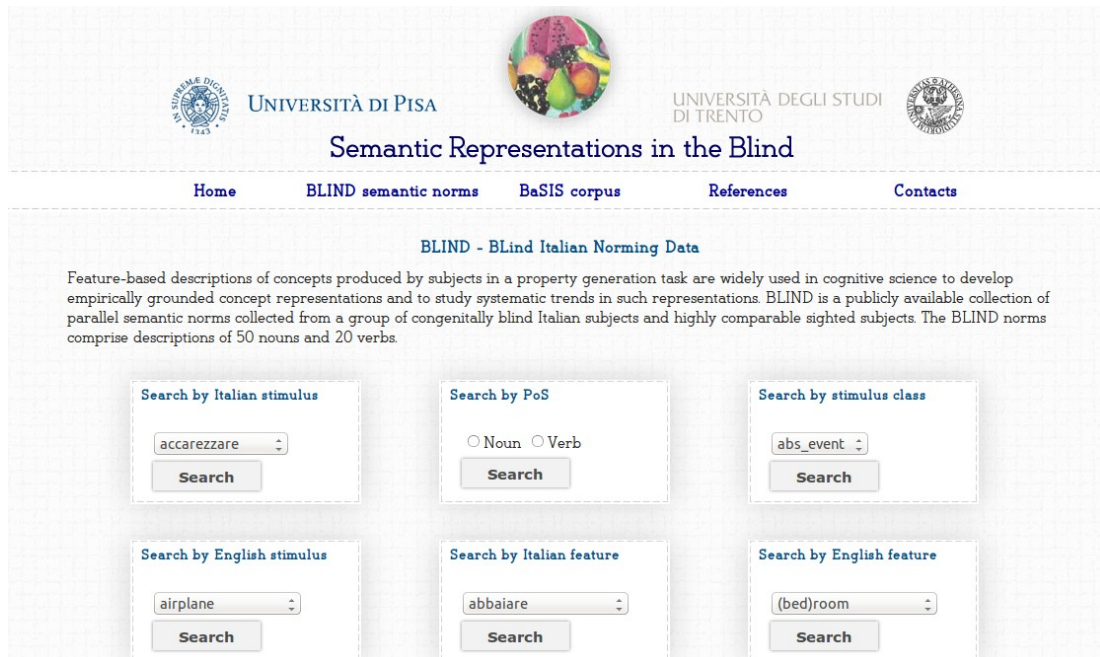 IN SUPREMÆ DIGNITATIS
1343
UNIVERSITÀ DI PISA
UNIVERSITÀ DEGLI STUDI
DI TRENTO
Semantic Representations in the Blind
Home BLIND semantic norms BaSIS corpus References Contacts
BLIND - BLind Italian Norming Data
Feature-based descriptions of concepts produced by subjects in a property generation task are widely used in cognitive science to develop
empirically grounded concept representations and to study systematic trends in such representations. BLIND is a publicly available collection of
parallel semantic norms collected from a group of congenitally blind Italian subjects and highly comparable sighted subjects. The BLIND norms
comprise descriptions of 50 nouns and 20 verbs.
Search by Italian stimulus
accarezzare
Search
Search by PoS
Noun Verb
Search
Search by stimulus class
abs_event
Search
Search by English stimulus
airplane
Search
Search by Italian feature
abbaiare
Search
Search by English feature
(bed)room
Search